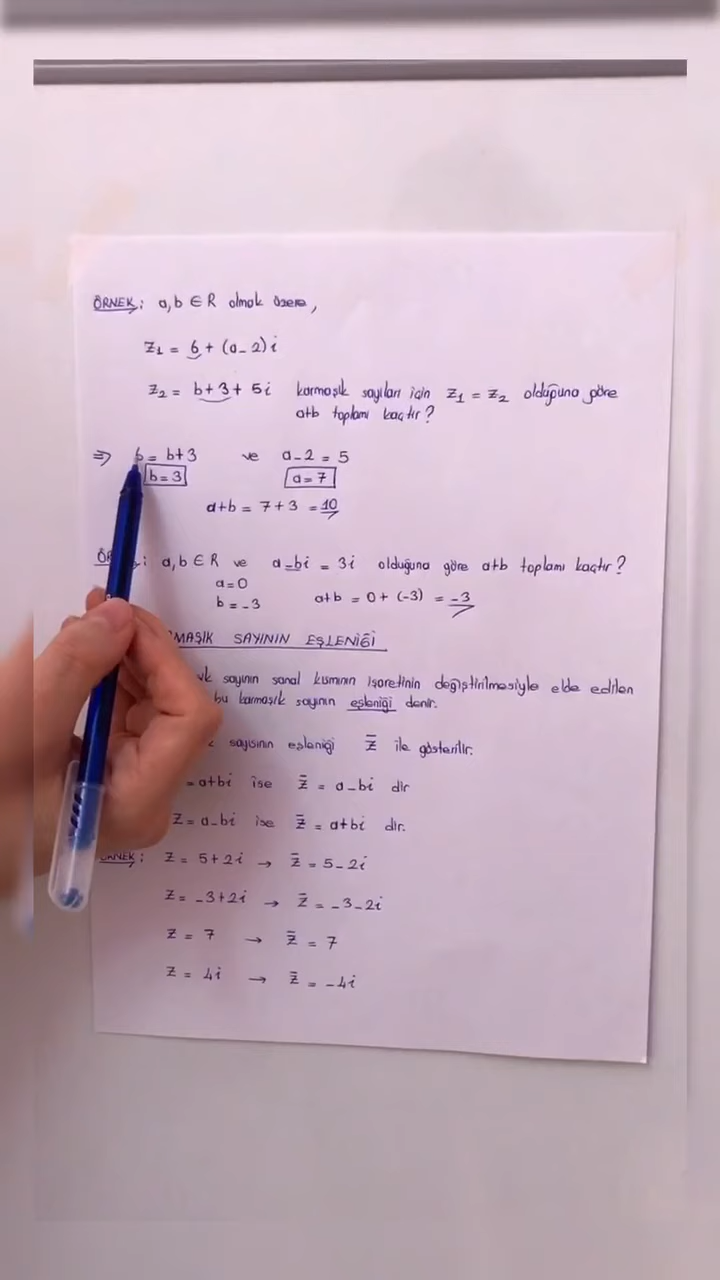 ÖRNEK: a,b ∈ R olmak üzere,
z₁ = 6 + (a-2)i
z₂ = b+3 + 5i karmaşık sayıları için z₁ = z₂ olduğuna göre
a+b toplamı kaçtır?
⇒ 6 = b+3 ve a-2 = 5
b=3 a=7
a+b = 7+3 = 10
: a,b ∈ R ve a-bi = 3i olduğuna göre a+b toplamı kaçtır?
a=0
b=-3 a+b = 0 + (-3) = -3
MAŞIK SAYININ EŞLENİĞİ
sayının sanal kısmının işaretinin değiştirilmesiyle elde edilen
bu karmaşık sayının eşleniği denir.
sayısının eşleniği z̄ ile gösterilir.
= a+bi ise z̄ = a-bi dir
z = a-bi ise z̄ = a+bi dir.
ÖRNEK: z = 5+2i → z̄ = 5-2i
z = -3+2i → z̄ = -3-2i
z = 7 → z̄ = 7
z = 4i → z̄ = -4i